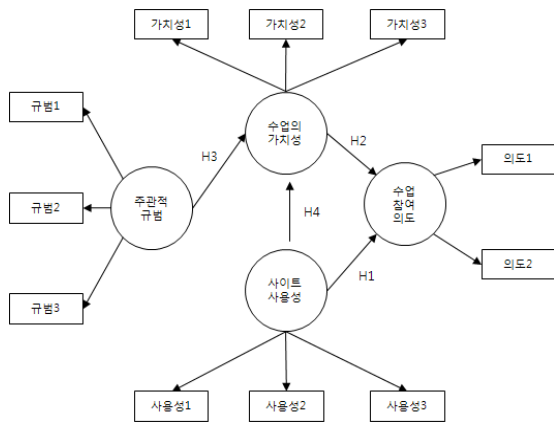 가치성1
가치성2
가치성3
규범1
수업의
가치성
H2
H3
의도1
주관적
규범
규범2
수업
참여
의도
H4
의도2
사이트
사용성
H1
규범3
사용성1
사용성2
사용성3